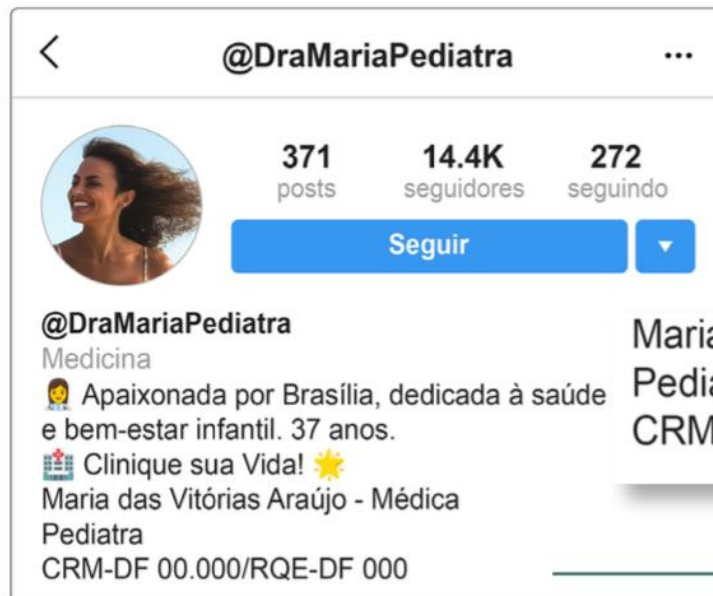 @DraMariaPediatra
...
371 14.4K 272
posts seguidores seguindo
Seguir
@DraMariaPediatra
Medicina
Apaixonada por Brasília, dedicada à saúde
e bem-estar infantil. 37 anos.
Clinique sua Vida!
Maria das Vitórias Araújo - Médica
Pediatra
CRM-DF 00.000/RQE-DF 000
CRM